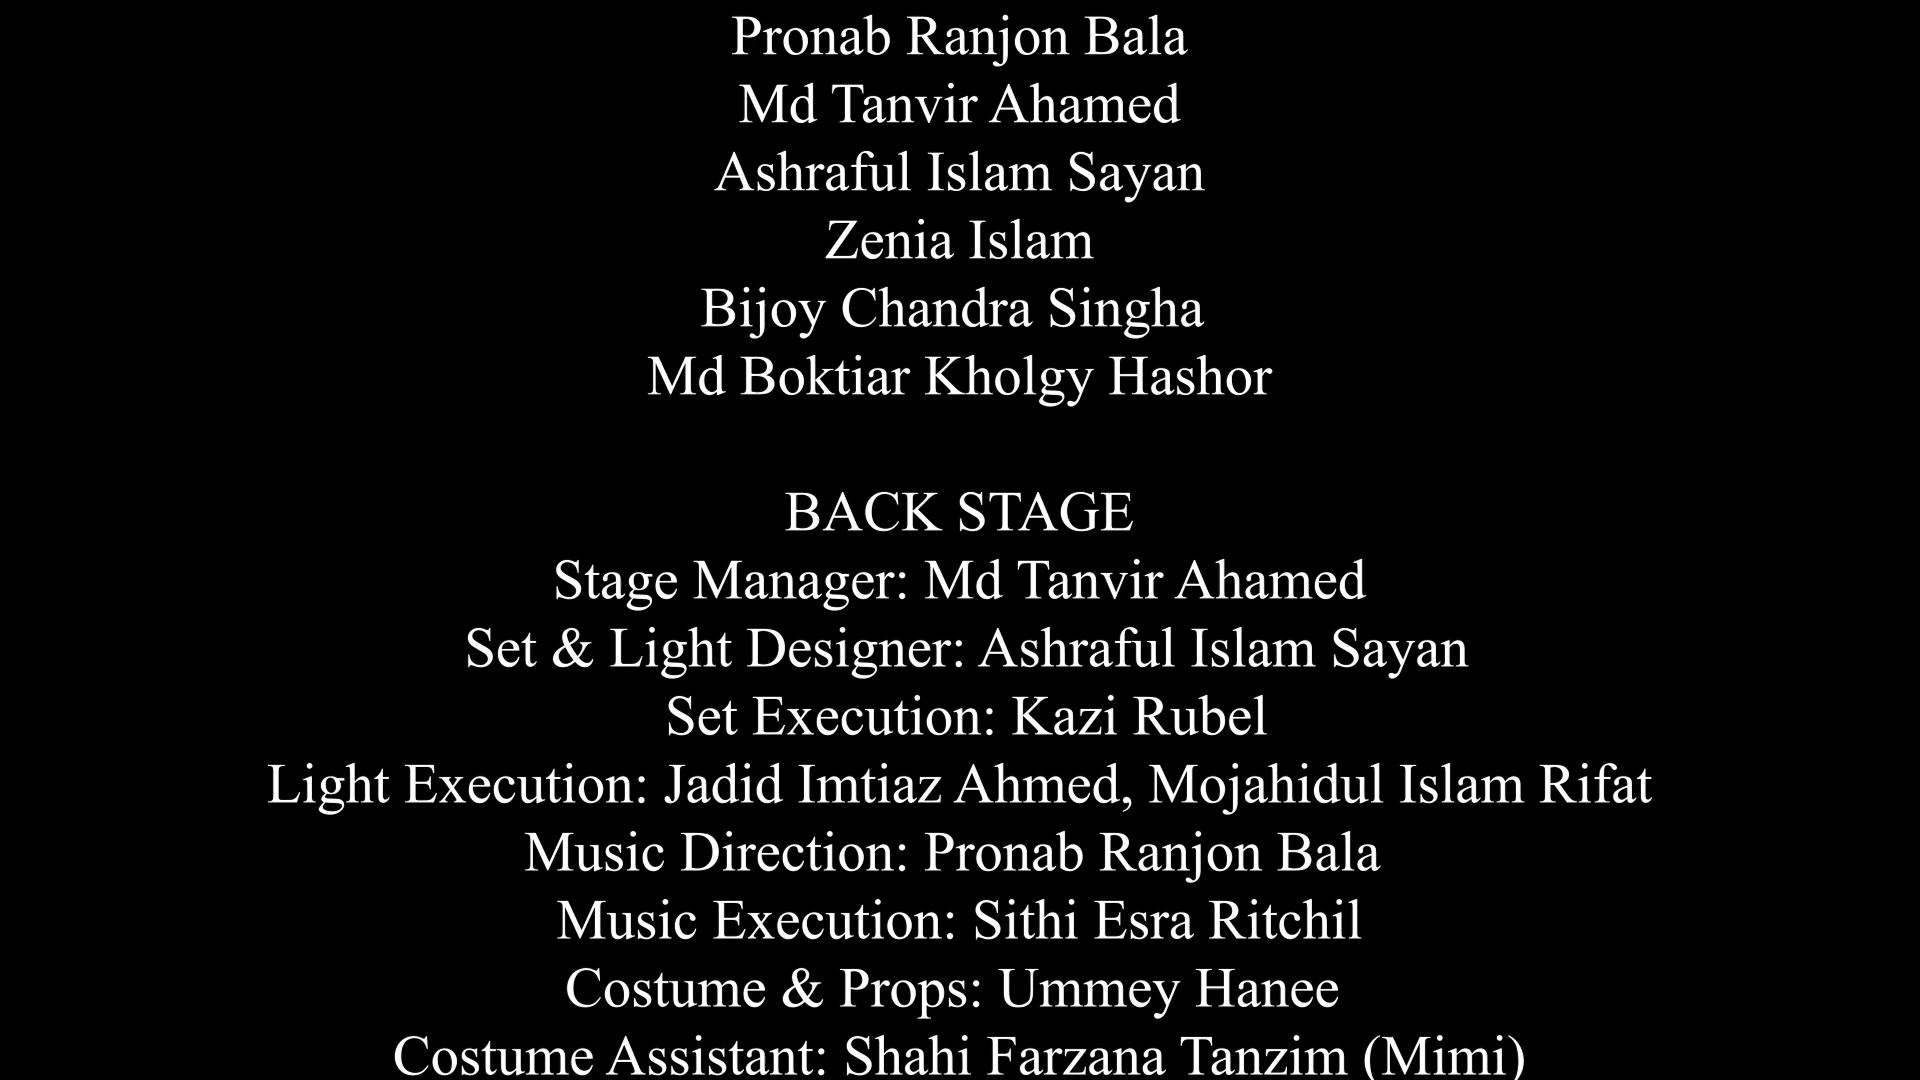 Pronab Ranjon Bala
Md Tanvir Ahamed
Ashraful Islam Sayan
Zenia Islam
Bijoy Chandra Singha
Md Boktiar Kholgy Hashor
BACK STAGE
Stage Manager: Md Tanvir Ahamed
Set & Light Designer: Ashraful Islam Sayan
Set Execution: Kazi Rubel
Light Execution: Jadid Imtiaz Ahmed, Mojahidul Islam Rifat
Music Direction: Pronab Ranjon Bala
Music Execution: Sithi Esra Ritchil
Costume & Props: Ummey Hanee
Costume Assistant: Shahi Farzana Tanzim (Mimi)